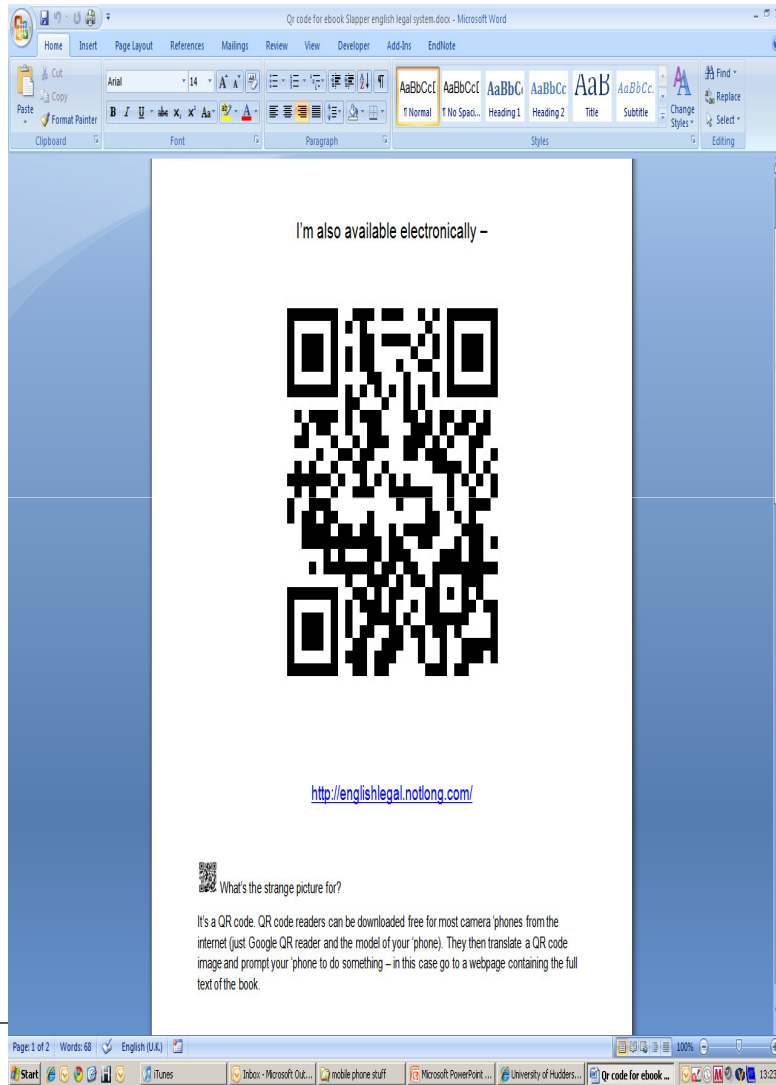 Qr code for ebook Slapper english legal system.docx - Microsoft Word
Home Insert Page Layout References Mailings Review View Developer Add-Ins EndNote
Paste
Cut
Copy
Format Painter
Clipboard
Arial 14
Font
Paragraph
AaBbCcI AaBbCcI AaBbC AaBbCc AaB AaBbCc.
¶ Normal ¶ No Spaci... Heading 1 Heading 2 Title Subtitle
Change Styles
Styles
Find
Replace
Select
Editing
I'm also available electronically –
http://englishlegal.notlong.com/
What's the strange picture for?
It's a QR code. QR code readers can be downloaded free for most camera 'phones from the
internet (just Google QR reader and the model of your 'phone). They then translate a QR code
image and prompt your 'phone to do something – in this case go to a webpage containing the full
text of the book.
Page: 1 of 2 Words: 68 English (U.K.) 100%
Start iTunes Inbox - Microsoft Out... mobile phone stuff Microsoft PowerPoint ... University of Hudders... Qr code for ebook ...